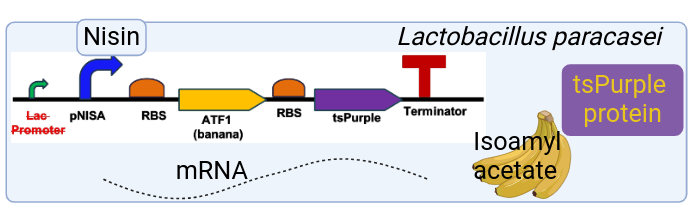 Nisin
Lactobacillus paracasei
Lac
Promoter
pNISA
RBS
ATF1
(banana)
RBS
tsPurple
Terminator
tsPurple
protein
mRNA
Isoamyl
acetate